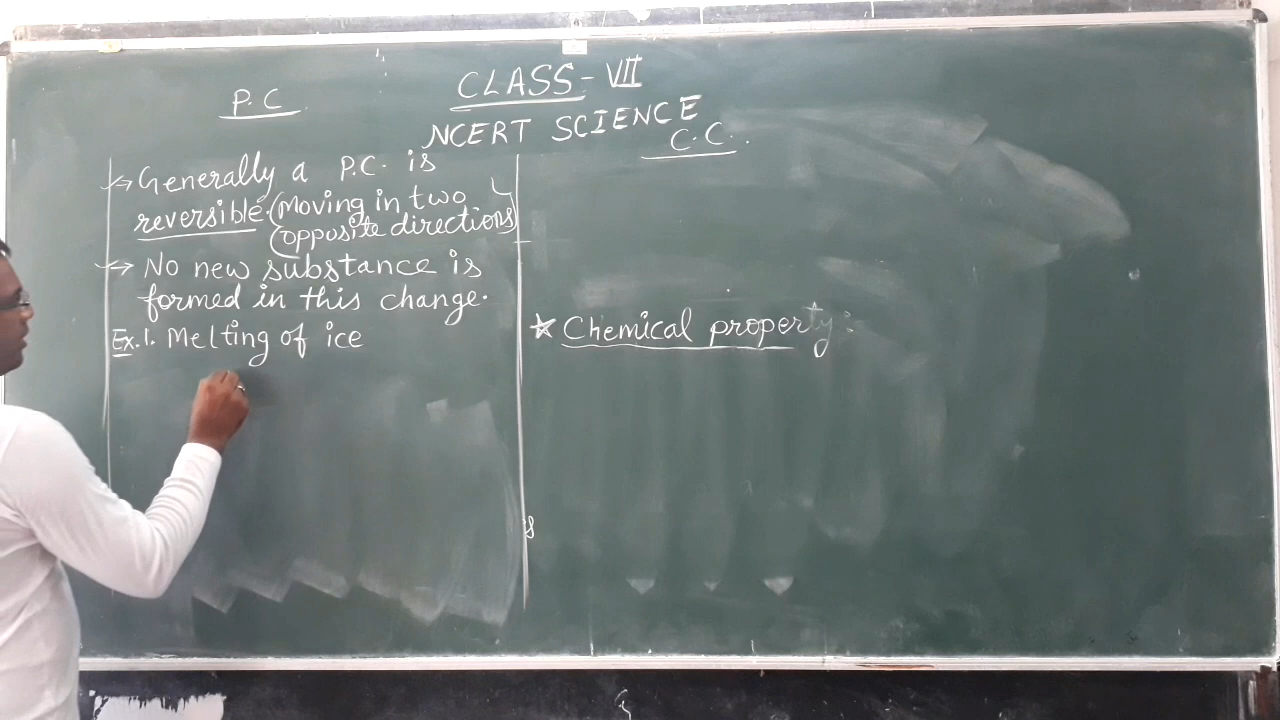 CLASS-VII
NCERT SCIENCE
P.C
→ Generally a P.C. is
reversible. (Moving in two
(opposite directions)
→ No new substance is
formed in this change.
Ex. 1. Melting of ice
C.C.
★ Chemical property: